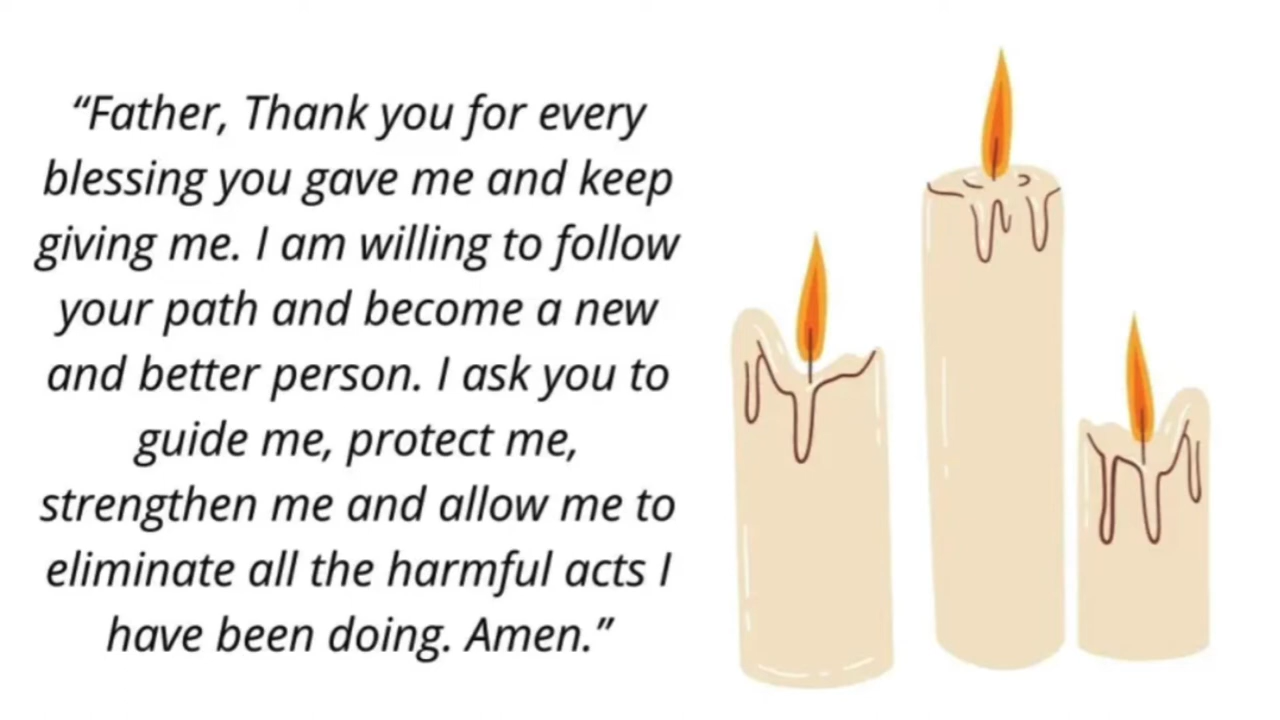 “Father, Thank you for every
blessing you gave me and keep
giving me. I am willing to follow
your path and become a new
and better person. I ask you to
guide me, protect me,
strengthen me and allow me to
eliminate all the harmful acts I
have been doing. Amen.”